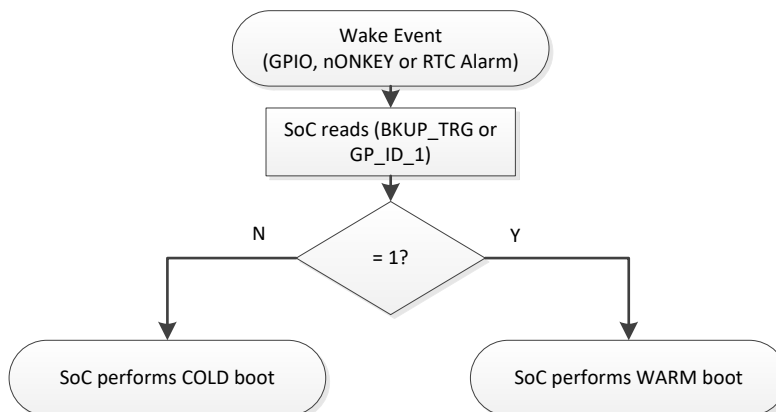 Wake Event
(GPIO, nONKEY or RTC Alarm)
SoC reads (BKUP_TRG or
GP_ID_1)
N
Y
= 1?
SoC performs COLD boot
SoC performs WARM boot